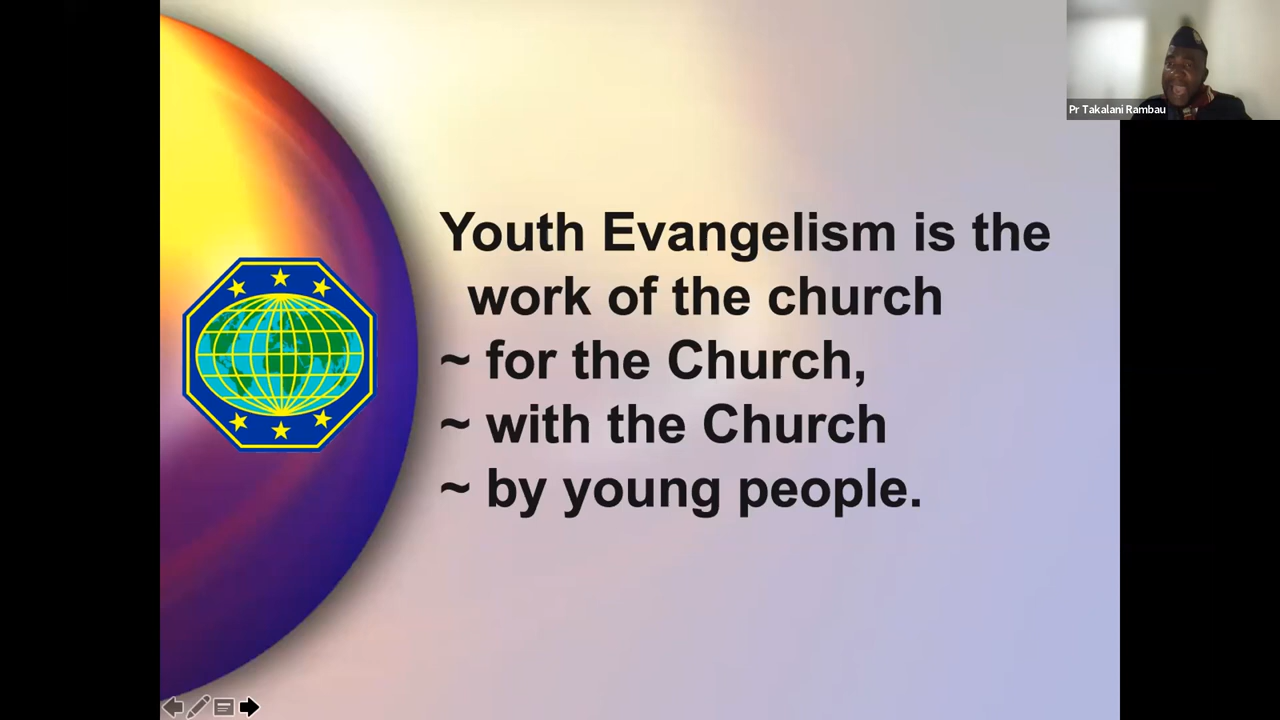 Pr Takalani Rambau
Youth Evangelism is the
work of the church
~ for the Church,
~ with the Church
~ by young people.